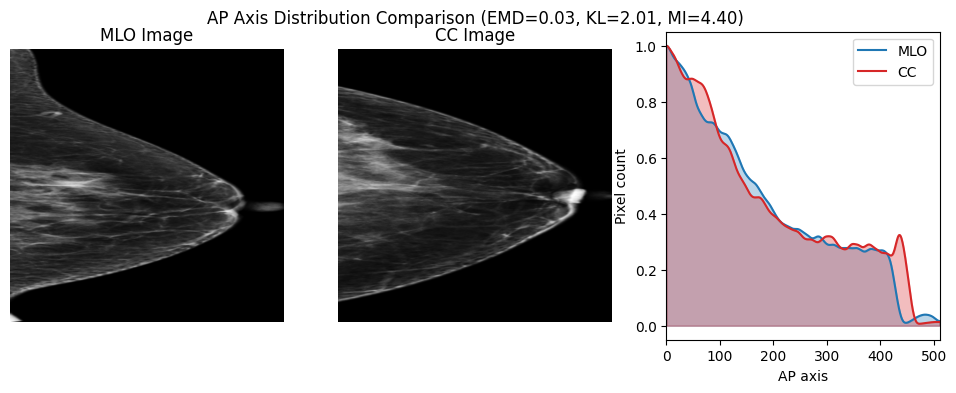 AP Axis Distribution Comparison (EMD=0.03, KL=2.01, MI=4.40)
MLO Image
CC Image
MLO
CC
1.0
0.8
0.6
0.4
0.2
0.0
Pixel count
0 100 200 300 400 500
AP axis